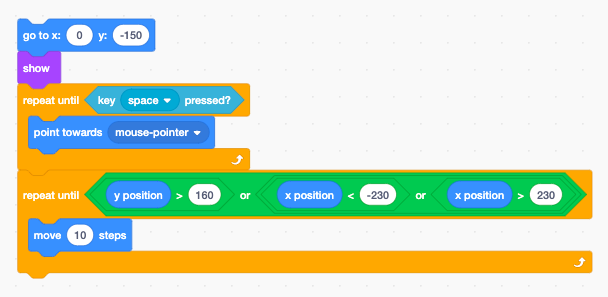 go to x: 0 y: -150
show
repeat until key space pressed?
point towards mouse-pointer
repeat until y position > 160 or x position < -230 or x position > 230
move 10 steps